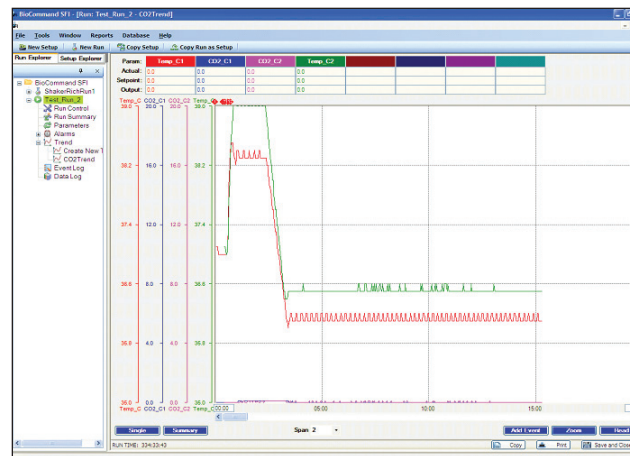 BioCommand SFI - [Run: Test_Run_2 - CO2Trend]
File Tools Window Reports Database Help
New Setup New Run Copy Setup Copy Run as Setup
Run Explorer Setup Explorer
BioCommand SFI
ShakerRichRun1
Test_Run_2
Run Control
Run Summary
Parameters
Alarms
Trend
Create New T
CO2Trend
Event Log
Data Log
Param: Temp_C1 CO2_C1 CO2_C2 Temp_C2
Actual: 0.0 0.0 0.0 0.0
Setpoint: 0.0 0.0 0.0 0.0
Output: 0.0 0.0 0.0 0.0
Temp_C CO2_C1 CO2_C2 Temp_C
39.0 20.0 20.0 39.0
38.2 16.0 16.0 38.2
37.4 12.0 12.0 37.4
36.6 8.0 8.0 36.6
35.8 4.0 4.0 35.8
35.0 0.0 0.0 35.0
Temp_C CO2_C1 CO2_C2 Temp_C 00:00 05:00 10:00 15:00
Single Summary Span 2 Add Event Zoom Read
RUN TIME: 334:33:43 Copy Print Save and Close